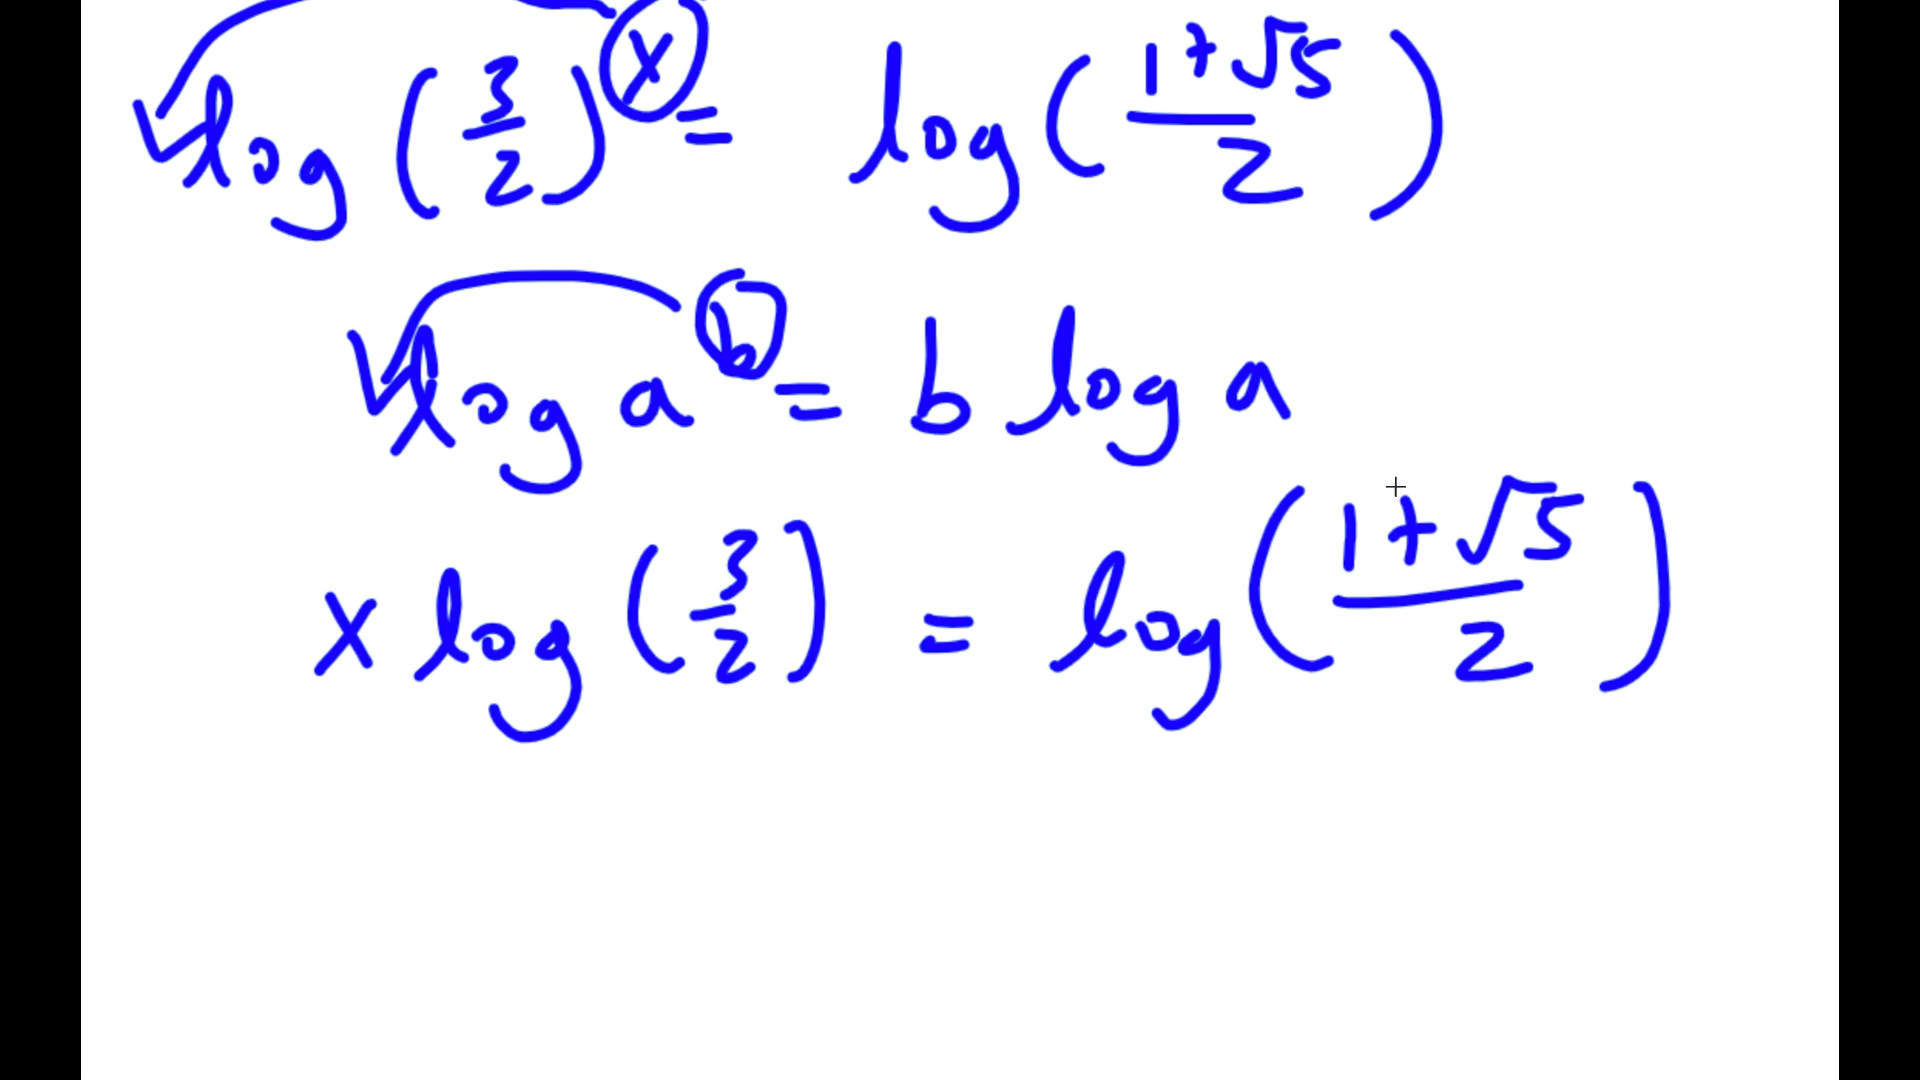 log (3/2)^x = log((1+√5)/2)
log a^b = b log a
x log (3/2) = log((1+√5)/2)